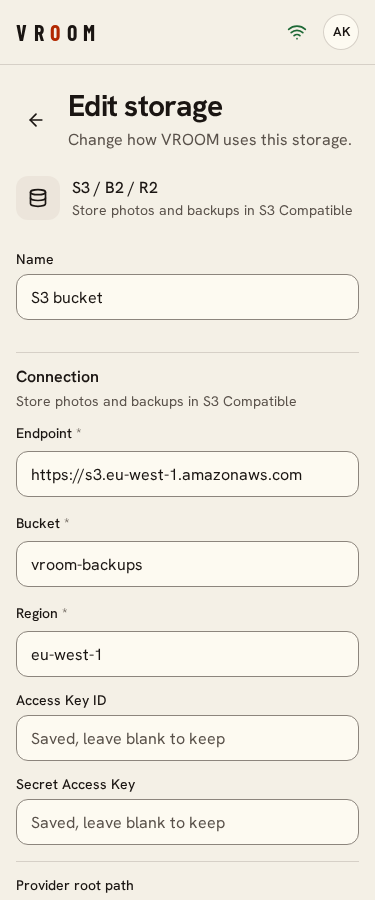 VROOM
AK
Edit storage
Change how VROOM uses this storage.
S3 / B2 / R2
Store photos and backups in S3 Compatible
Name
S3 bucket
Connection
Store photos and backups in S3 Compatible
Endpoint *
https://s3.eu-west-1.amazonaws.com
Bucket *
vroom-backups
Region *
eu-west-1
Access Key ID
Saved, leave blank to keep
Secret Access Key
Saved, leave blank to keep
Provider root path